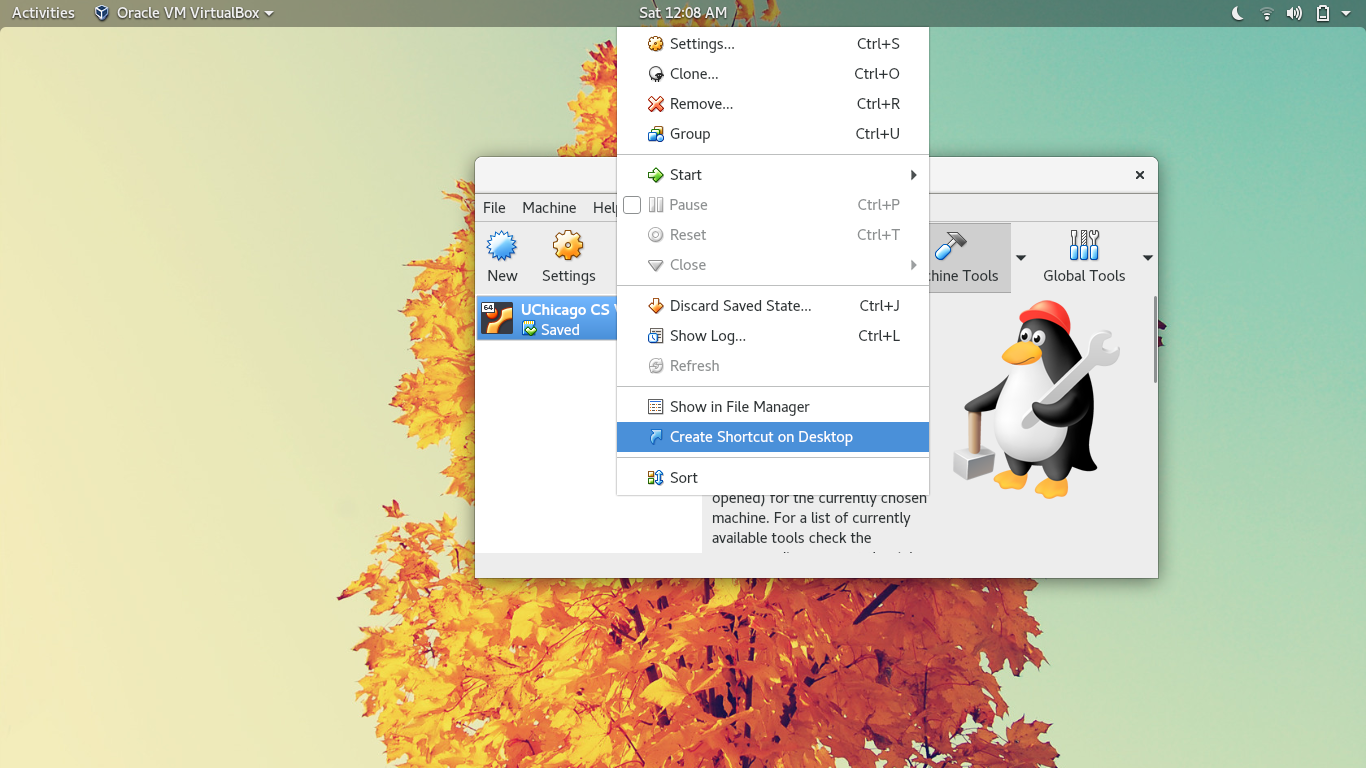 Activities
Oracle VM VirtualBox
Sat 12:08 AM
Settings... Ctrl+S
Clone... Ctrl+O
Remove... Ctrl+R
Group Ctrl+U
Start
Pause Ctrl+P
Reset Ctrl+T
Close
Discard Saved State... Ctrl+J
Show Log... Ctrl+L
Refresh
Show in File Manager
Create Shortcut on Desktop
Sort
File Machine Help
New
Settings
chine Tools
Global Tools
64
UChicago CS
Saved
opened) for the currently chosen
machine. For a list of currently
available tools check the